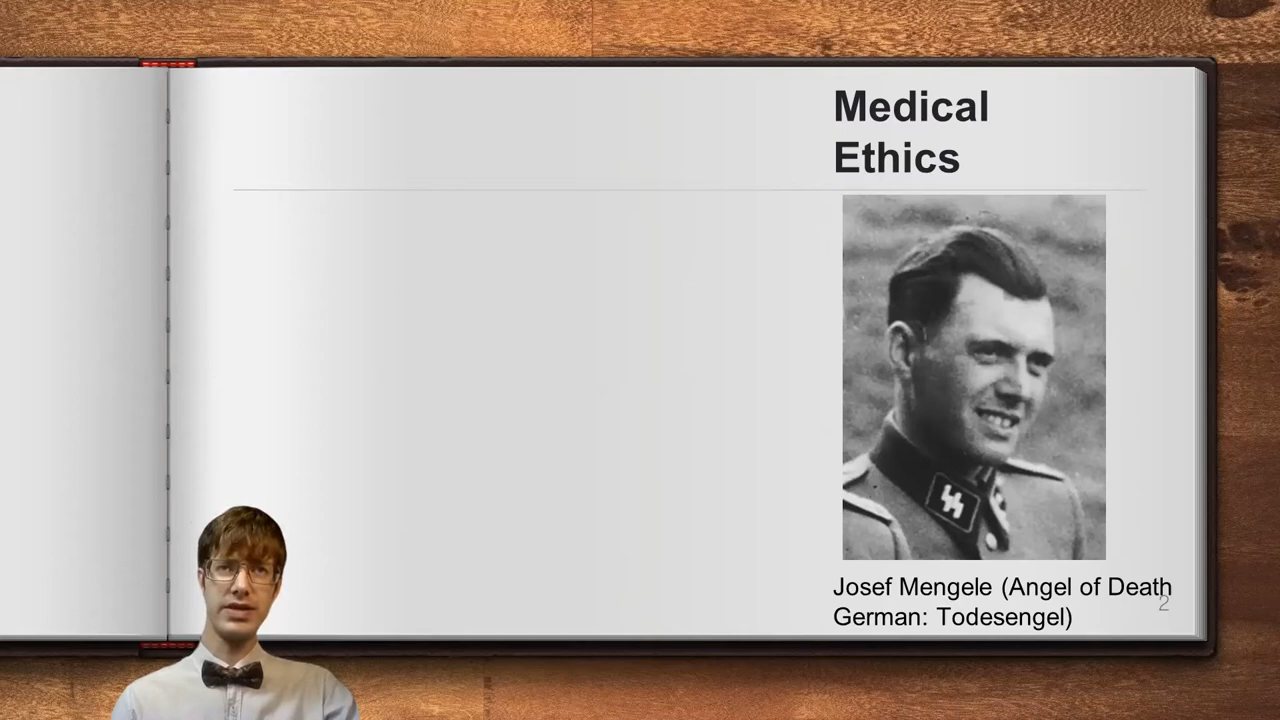 Medical
Ethics
Josef Mengele (Angel of Death
German: Todesengel)
2